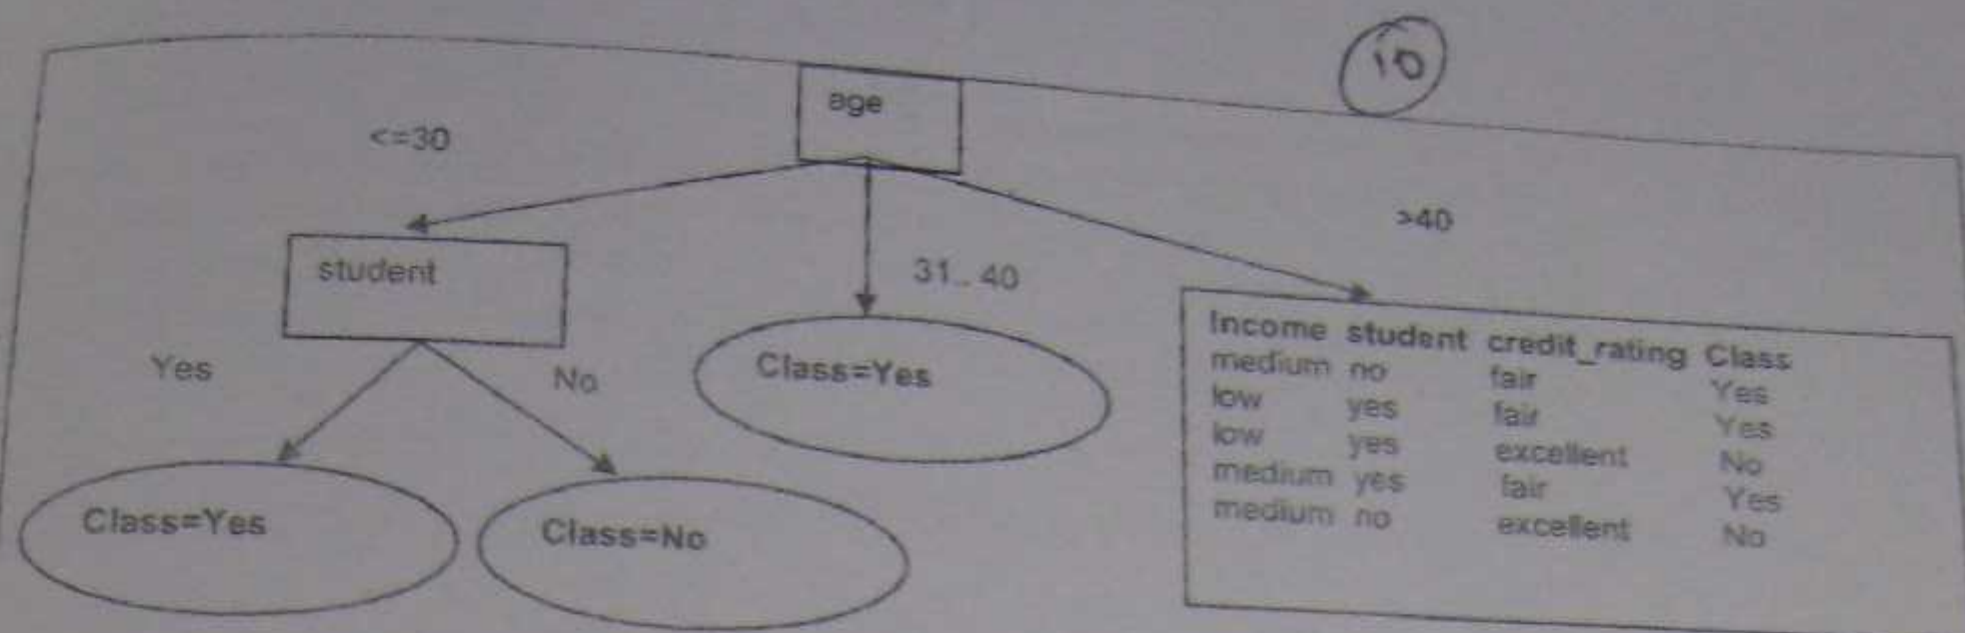 10
age
<=30
>40
student
31.. 40
Income student credit_rating Class
medium no fair Yes
low yes fair Yes
low yes excellent No
medium yes fair Yes
medium no excellent No
Yes
No
Class=Yes
Class=Yes
Class=No